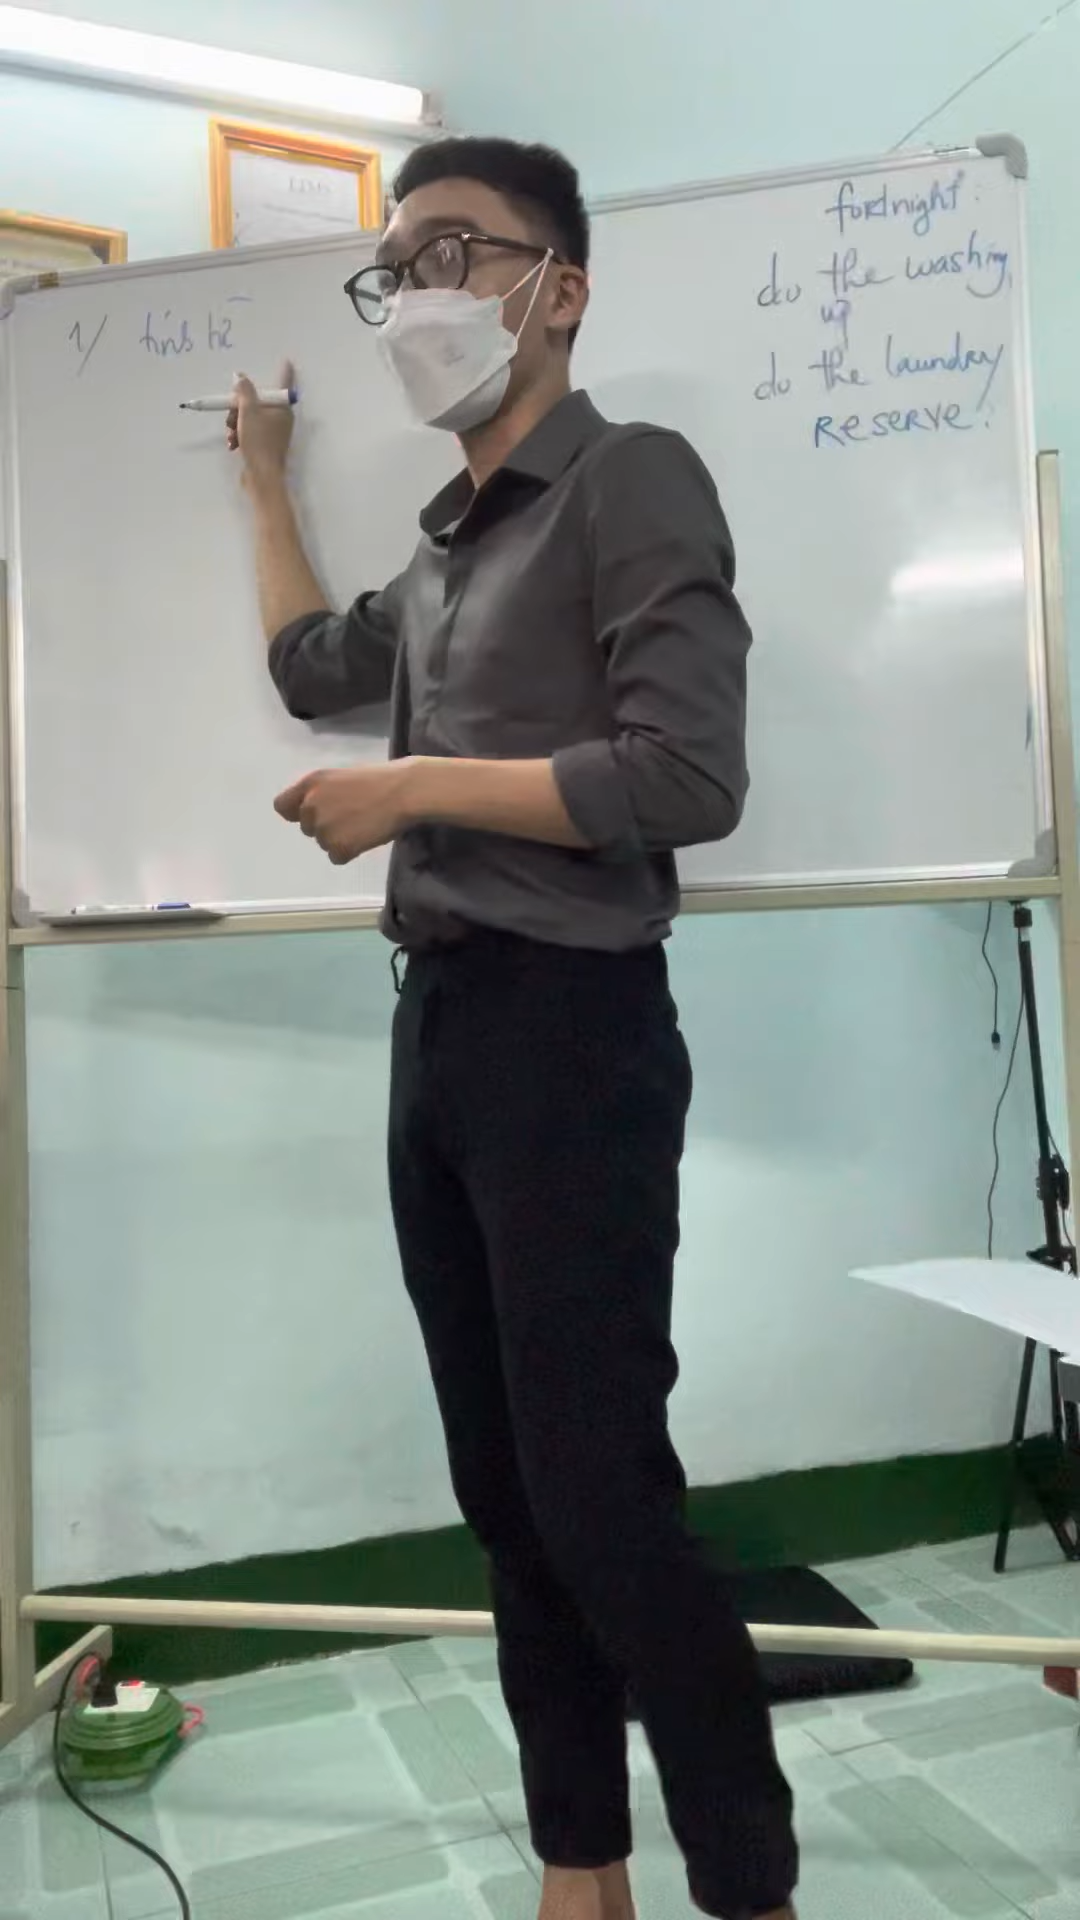 1/ tính từ
fortnight:
do the washing
up
do the laundry
Reserve: